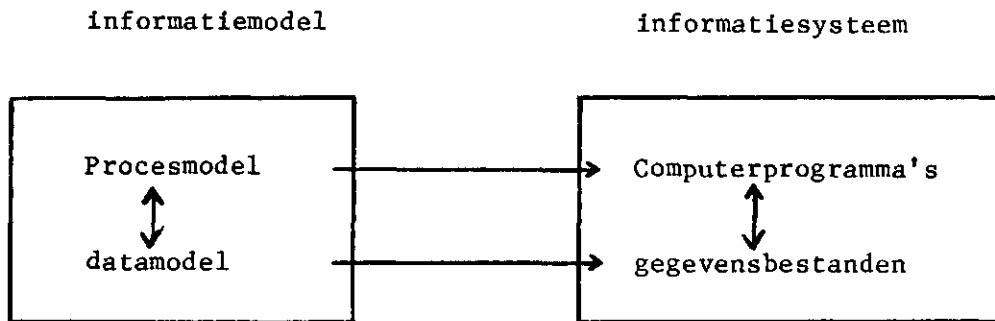 informatiemodel
informatiesysteem
Procesmodel
Computerprogramma's
datamodel
gegevensbestanden